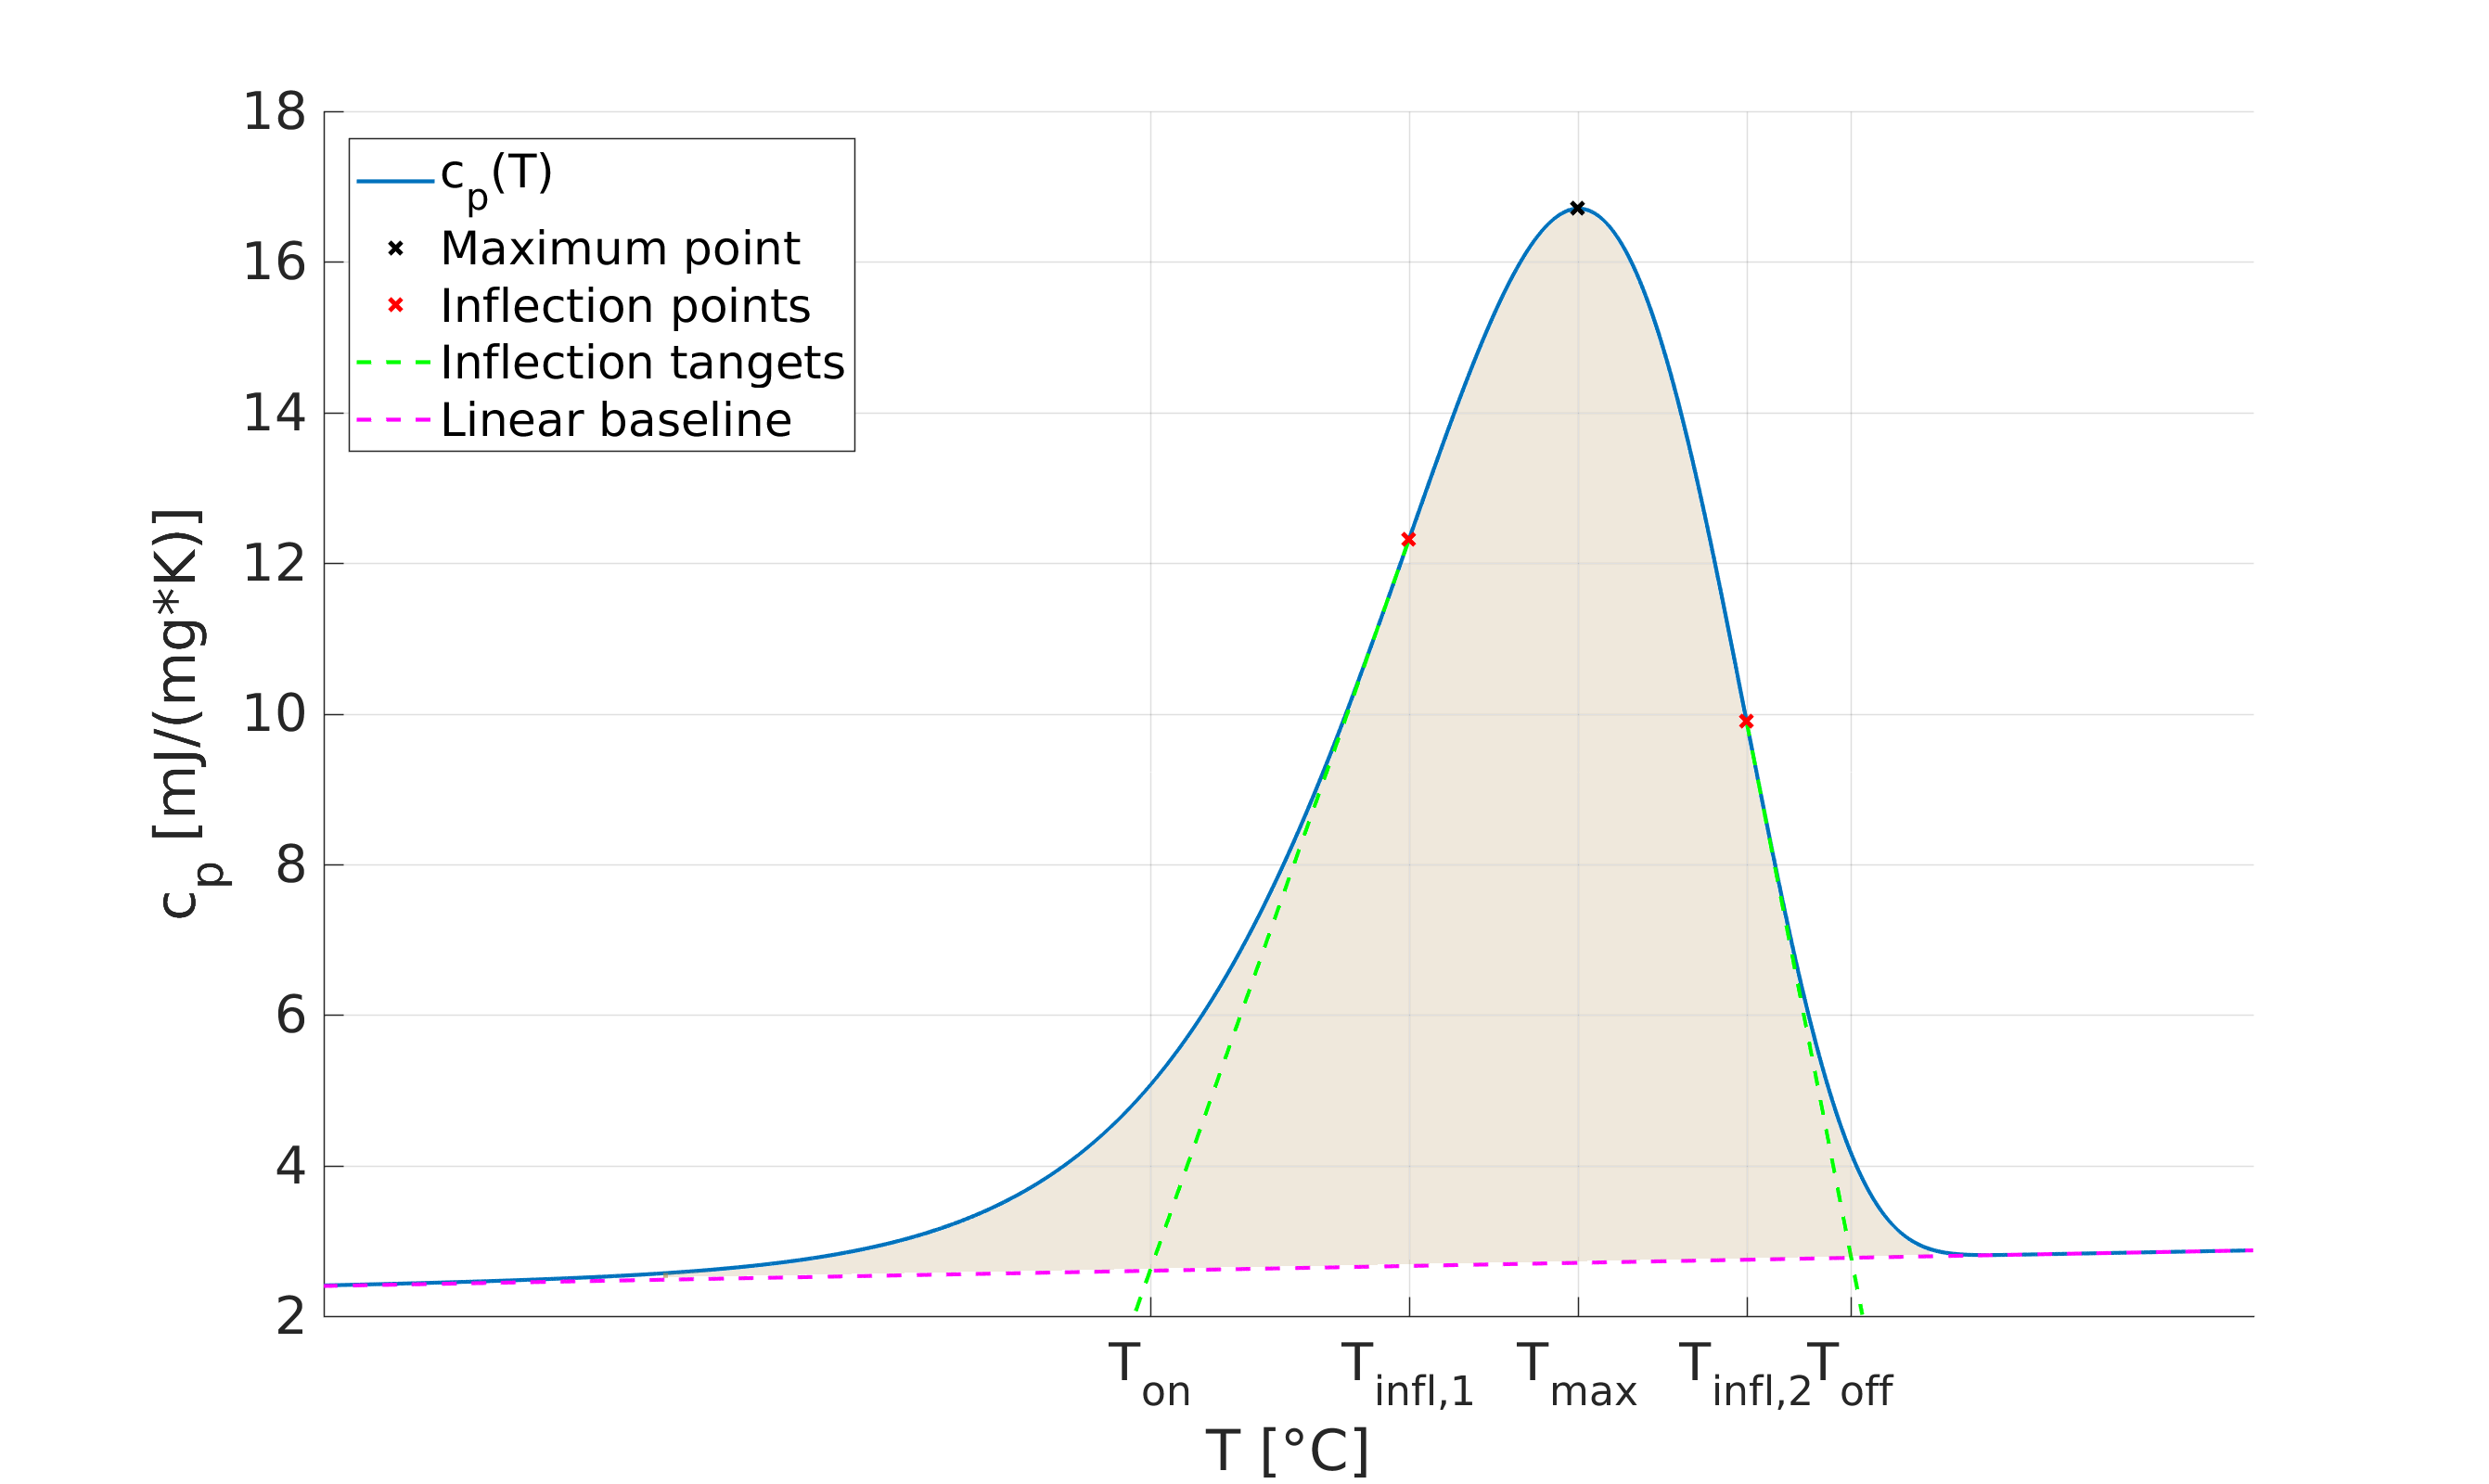 18
16
14
12
10
8
6
4
2
c_p [mJ/(mg*K)]
c_p(T)
Maximum point
Inflection points
Inflection tangets
Linear baseline
T_on T_infl,1 T_max T_infl,2 T_off
T [°C]